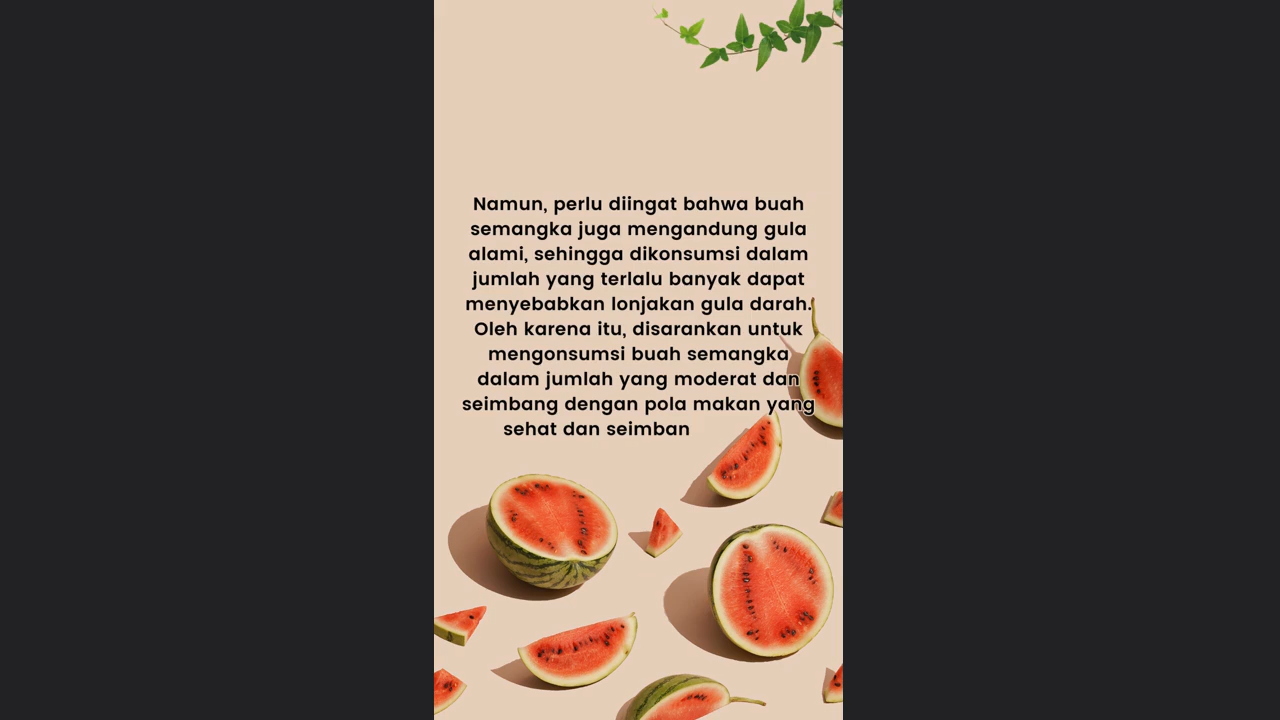 Namun, perlu diingat bahwa buah
semangka juga mengandung gula
alami, sehingga dikonsumsi dalam
jumlah yang terlalu banyak dapat
menyebabkan lonjakan gula darah.
Oleh karena itu, disarankan untuk
mengonsumsi buah semangka
dalam jumlah yang moderat dan
seimbang dengan pola makan yang
sehat dan seimban